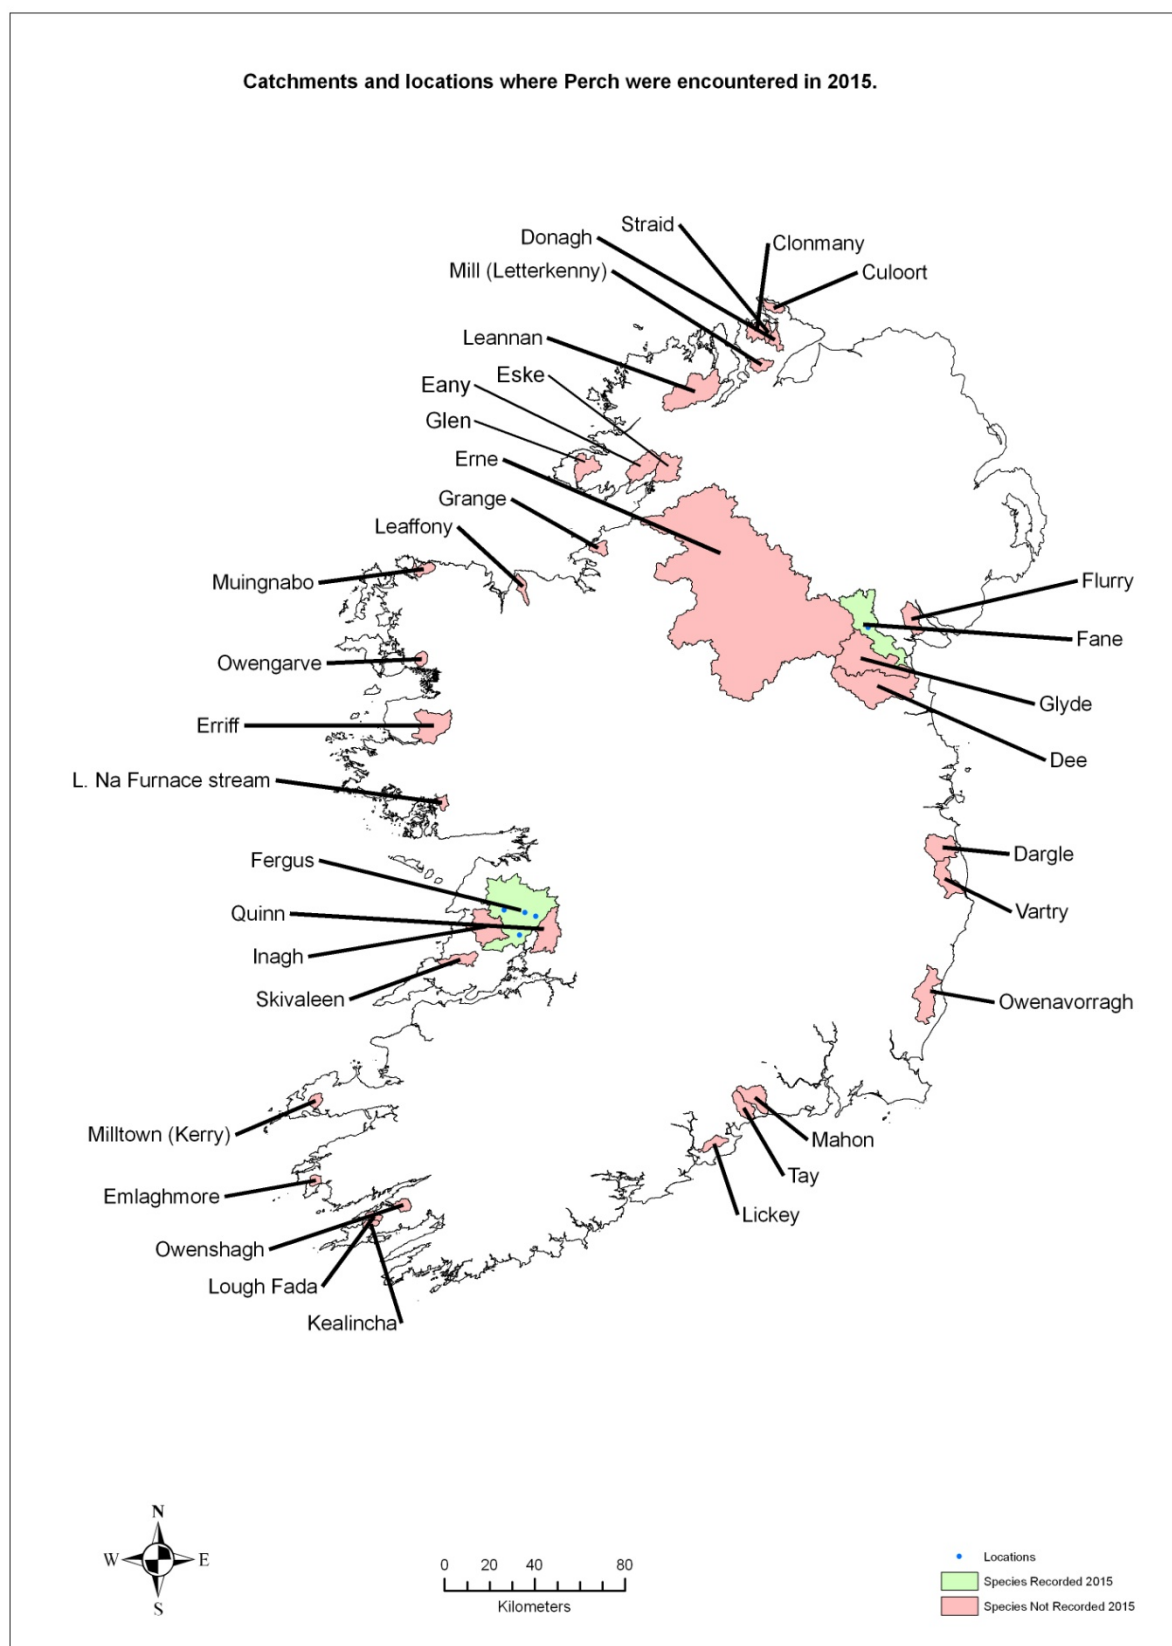 Catchments and locations where Perch were encountered in 2015.
Straid
Donagh
Clonmany
Mill (Letterkenny)
Culoort
Leannan
Eske
Eany
Glen
Erne
Grange
Leaffony
Muingnabo
Flurry
Fane
Owengarve
Glyde
Erriff
Dee
L. Na Furnace stream
Dargle
Fergus
Vartry
Quinn
Inagh
Skivaleen
Owenavorragh
Milltown (Kerry)
Mahon
Tay
Emlaghmore
Lickey
Owenshagh
Lough Fada
Kealincha
N
W E
S
0 20 40 80
Kilometers
Locations
Species Recorded 2015
Species Not Recorded 2015